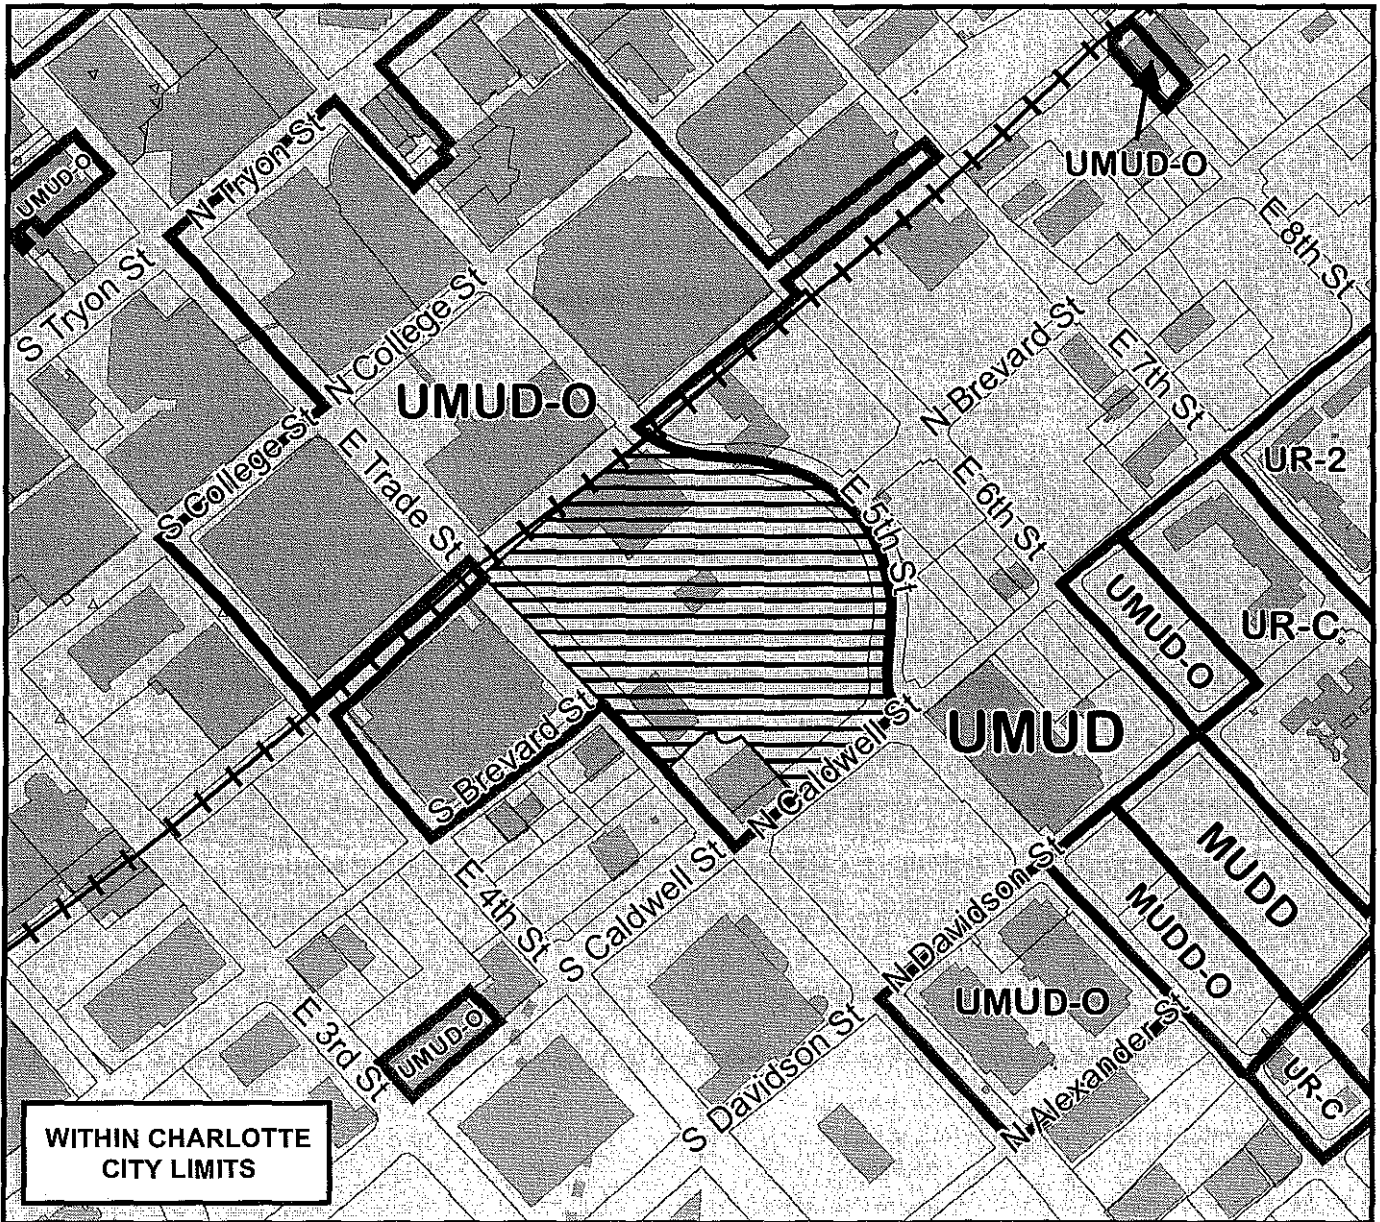 UMUD-O
N Tryon St
UMUD-O
E 8th St
S Tryon St
N College St
N Brevard St
E 7th St
UMUD-O
S College St
E Trade St
E 6th St
UR-2
E 5th St
UMUD-O
UR-C
S Brevard St
N Caldwell St
UMUD
E 4th St
S Caldwell St
N Davidson St
MUDD
MUDD-O
E 3rd St
UMUD-O
S Davidson St
UMUD-O
N Alexander St
UR-C
WITHIN CHARLOTTE
CITY LIMITS